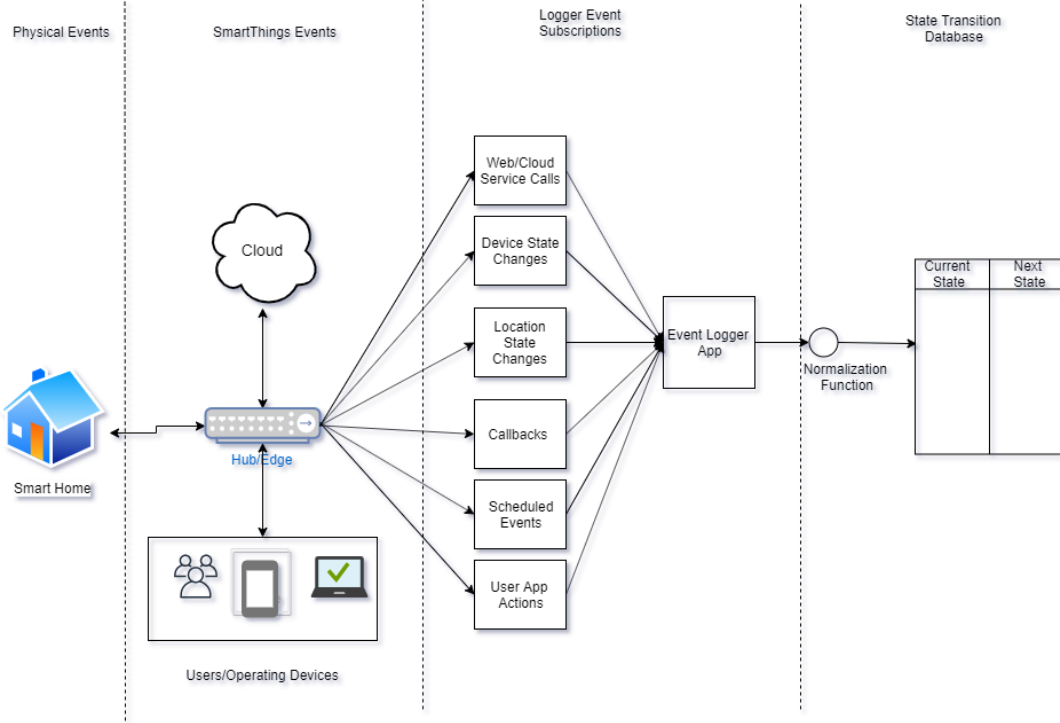 Physical Events
SmartThings Events
Logger Event
Subscriptions
State Transition
Database
Web/Cloud
Service Calls
Cloud
Device State
Changes
Current
State
Next
State
Location
State
Changes
Event Logger
App
Normalization
Function
Callbacks
Hub/Edge
Smart Home
Scheduled
Events
User App
Actions
Users/Operating Devices